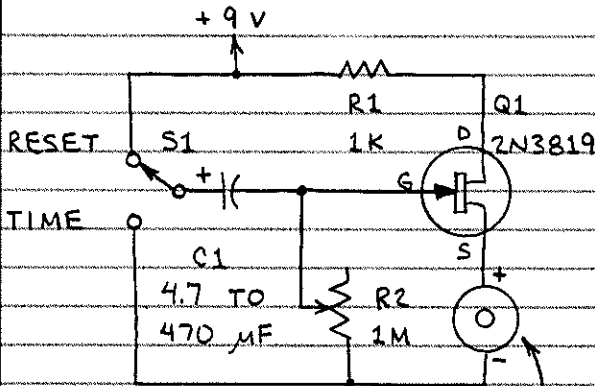 + 9 V
R1
1K
Q1
2N3819
D
G
S
RESET
S1
TIME
+
C1
4.7 TO
470 µF
R2
1M
+
-